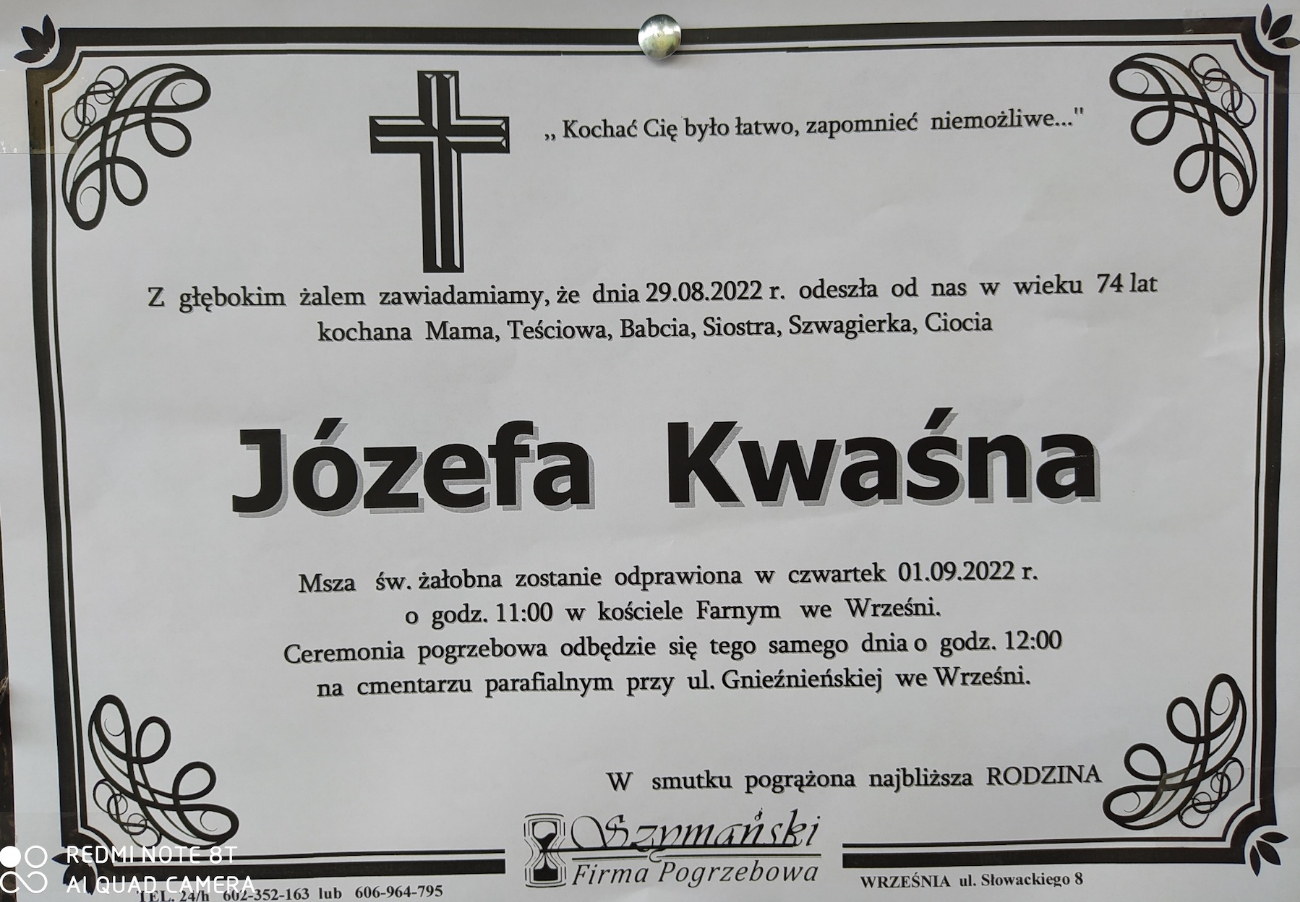 ,, Kochać Cię było łatwo, zapomnieć niemożliwe..."
Z głębokim żalem zawiadamiamy, że dnia 29.08.2022 r. odeszła od nas w wieku 74 lat
kochana Mama, Teściowa, Babcia, Siostra, Szwagierka, Ciocia
Józefa Kwaśna
Msza św. żałobna zostanie odprawiona w czwartek 01.09.2022 r.
o godz. 11:00 w kościele Farnym we Wrześni.
Ceremonia pogrzebowa odbędzie się tego samego dnia o godz. 12:00
na cmentarzu parafialnym przy ul. Gnieźnieńskiej we Wrześni.
W smutku pogrążona najbliższa RODZINA
Szymański
Firma Pogrzebowa
TEL. 24/h 602-352-163 lub 606-964-795
WRZEŚNIA ul. Słowackiego 8
REDMI NOTE 8T
AI QUAD CAMERA